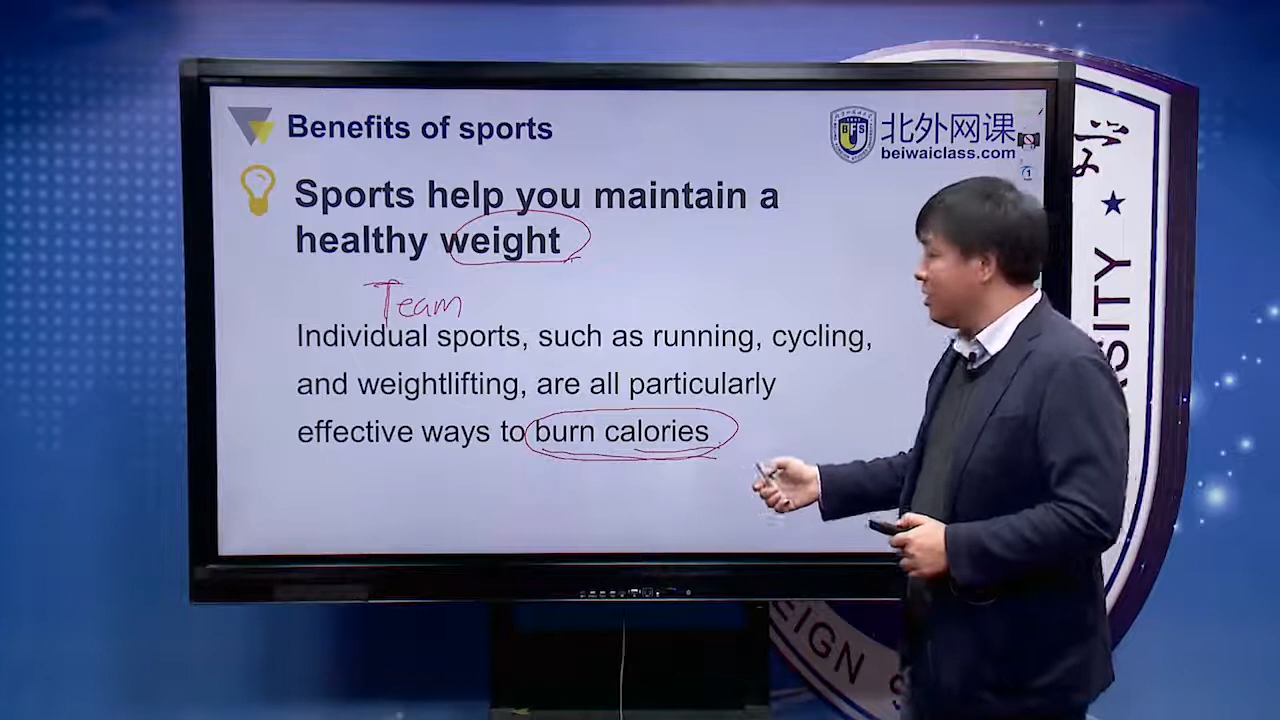 Benefits of sports
北外网课
beiwaiclass.com
Sports help you maintain a
healthy weight
Team
Individual sports, such as running, cycling,
and weightlifting, are all particularly
effective ways to burn calories